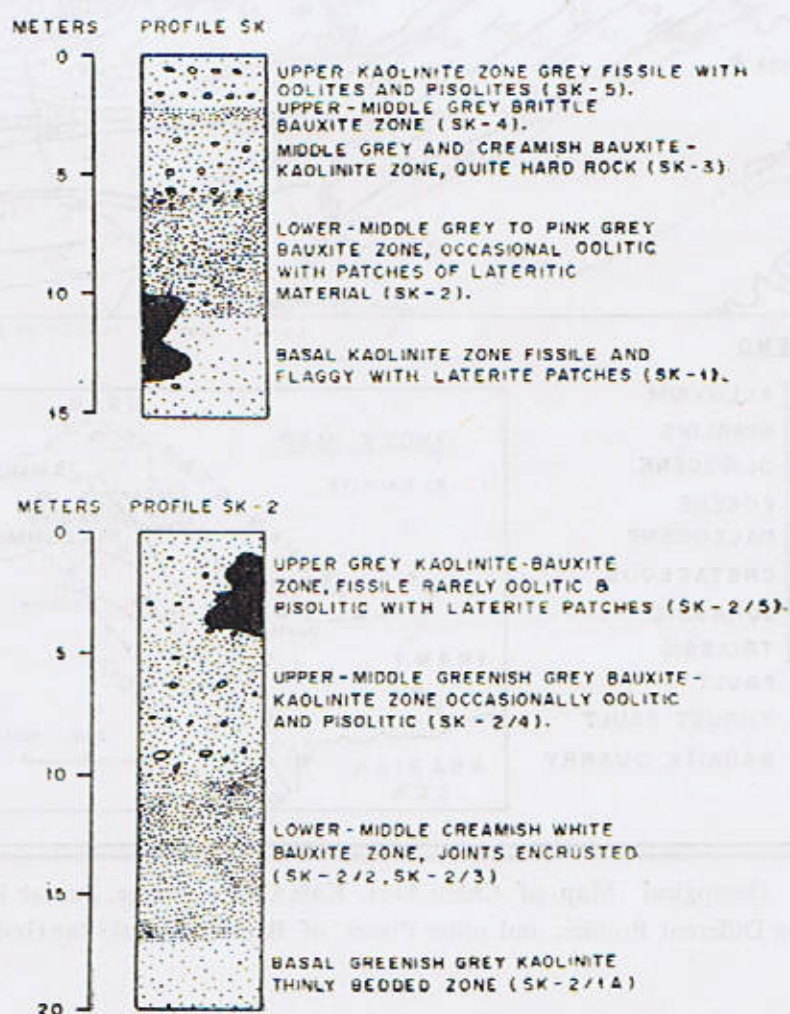 METERS PROFILE SK
0
UPPER KAOLINITE ZONE GREY FISSILE WITH
OOLITES AND PISOLITES (SK-5).
UPPER-MIDDLE GREY BRITTLE
BAUXITE ZONE (SK-4).
MIDDLE GREY AND CREAMISH BAUXITE-
KAOLINITE ZONE, QUITE HARD ROCK (SK-3)
5
LOWER-MIDDLE GREY TO PINK GREY
BAUXITE ZONE, OCCASIONAL OOLITIC
WITH PATCHES OF LATERITIC
MATERIAL (SK-2).
10
BASAL KAOLINITE ZONE FISSILE AND
FLAGGY WITH LATERITE PATCHES (SK-1).
15
METERS PROFILE SK-2
0
UPPER GREY KAOLINITE-BAUXITE
ZONE, FISSILE RARELY OOLITIC &
PISOLITIC WITH LATERITE PATCHES (SK-2/5).
5
UPPER-MIDDLE GREENISH GREY BAUXITE-
KAOLINITE ZONE OCCASIONALLY OOLITIC
AND PISOLITIC (SK-2/4).
10
LOWER-MIDDLE CREAMISH WHITE
BAUXITE ZONE, JOINTS ENCRUSTED
(SK-2/2, SK-2/3)
15
BASAL GREENISH GREY KAOLINITE
THINLY BEDDED ZONE (SK-2/1A)
20